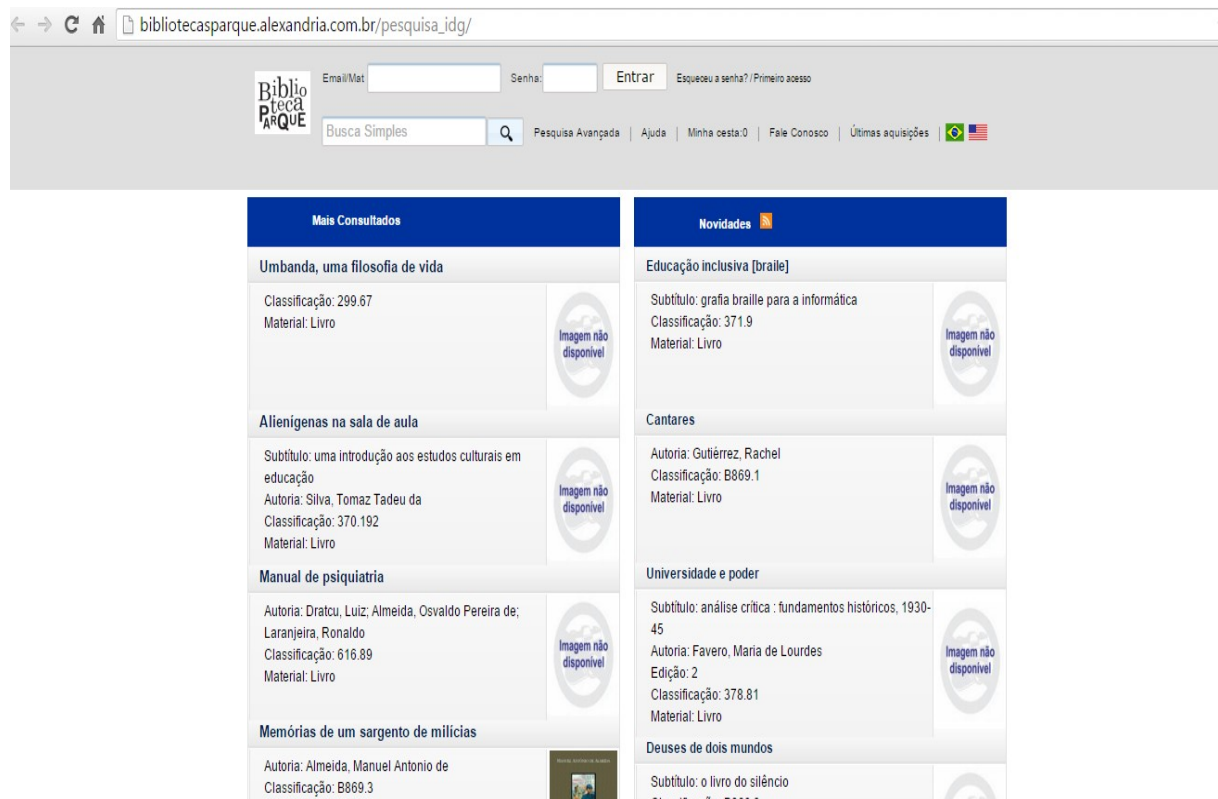 bibliotecasparque.alexandria.com.br/pesquisa_idg/
Biblio
teca
PARQUE
Email/Mat
Senha:
Entrar
Esqueceu a senha? / Primeiro acesso
Busca Simples
Pesquisa Avançada | Ajuda | Minha cesta:0 | Fale Conosco | Últimas aquisições |
Mais Consultados
Umbanda, uma filosofia de vida
Classificação: 299.67
Material: Livro
Imagem não
disponível
Alienígenas na sala de aula
Subtítulo: uma introdução aos estudos culturais em
educação
Autoria: Silva, Tomaz Tadeu da
Classificação: 370.192
Material: Livro
Imagem não
disponível
Manual de psiquiatria
Autoria: Dratcu, Luiz; Almeida, Osvaldo Pereira de;
Laranjeira, Ronaldo
Classificação: 616.89
Material: Livro
Imagem não
disponível
Memórias de um sargento de milícias
Autoria: Almeida, Manuel Antonio de
Classificação: B869.3
Novidades
Educação inclusiva [braile]
Subtítulo: grafia braille para a informática
Classificação: 371.9
Material: Livro
Imagem não
disponível
Cantares
Autoria: Gutiérrez, Rachel
Classificação: B869.1
Material: Livro
Imagem não
disponível
Universidade e poder
Subtítulo: análise crítica : fundamentos históricos, 1930-
45
Autoria: Favero, Maria de Lourdes
Edição: 2
Classificação: 378.81
Material: Livro
Imagem não
disponível
Deuses de dois mundos
Subtítulo: o livro do silêncio